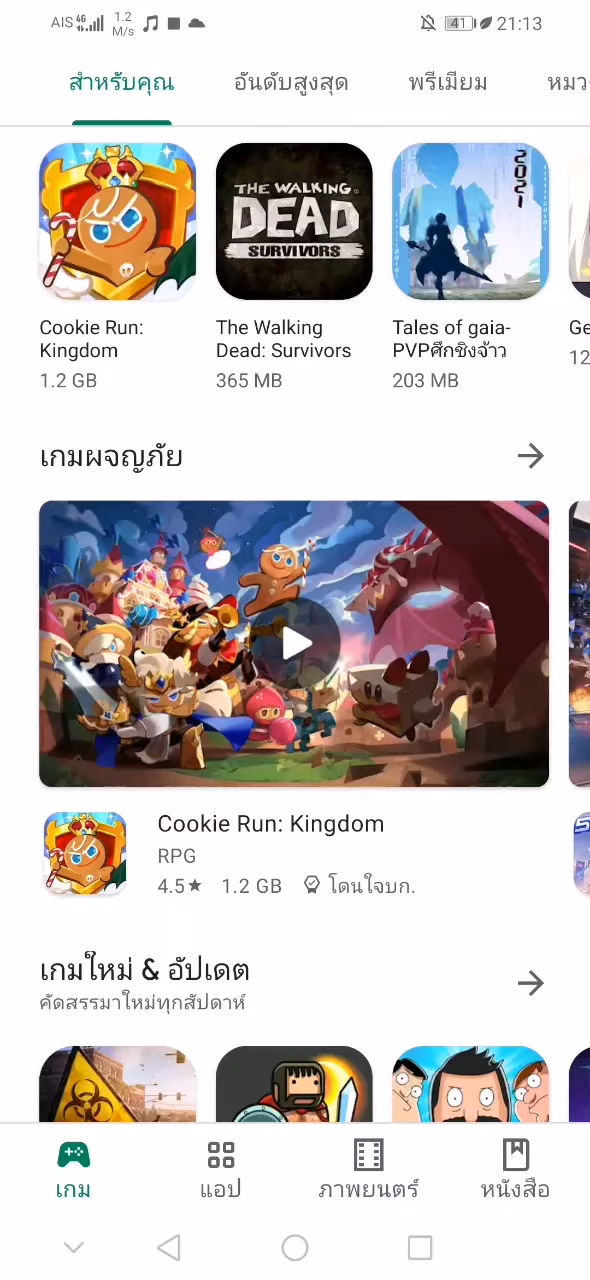 AIS 4G 1.2 M/s 41 21:13
สำหรับคุณ อันดับสูงสุด พรีเมียม หมว
THE WALKING
DEAD
SURVIVORS
2021
Cookie Run: Kingdom
The Walking Dead: Survivors
Tales of gaia-PVPศึกชิงจ้าว
Ge
1.2 GB 365 MB 203 MB 12
เกมผจญภัย
Cookie Run: Kingdom
RPG
4.5★ 1.2 GB โดนใจบก.
เกมใหม่ & อัปเดต
คัดสรรมาใหม่ทุกสัปดาห์
เกม แอป ภาพยนตร์ หนังสือ